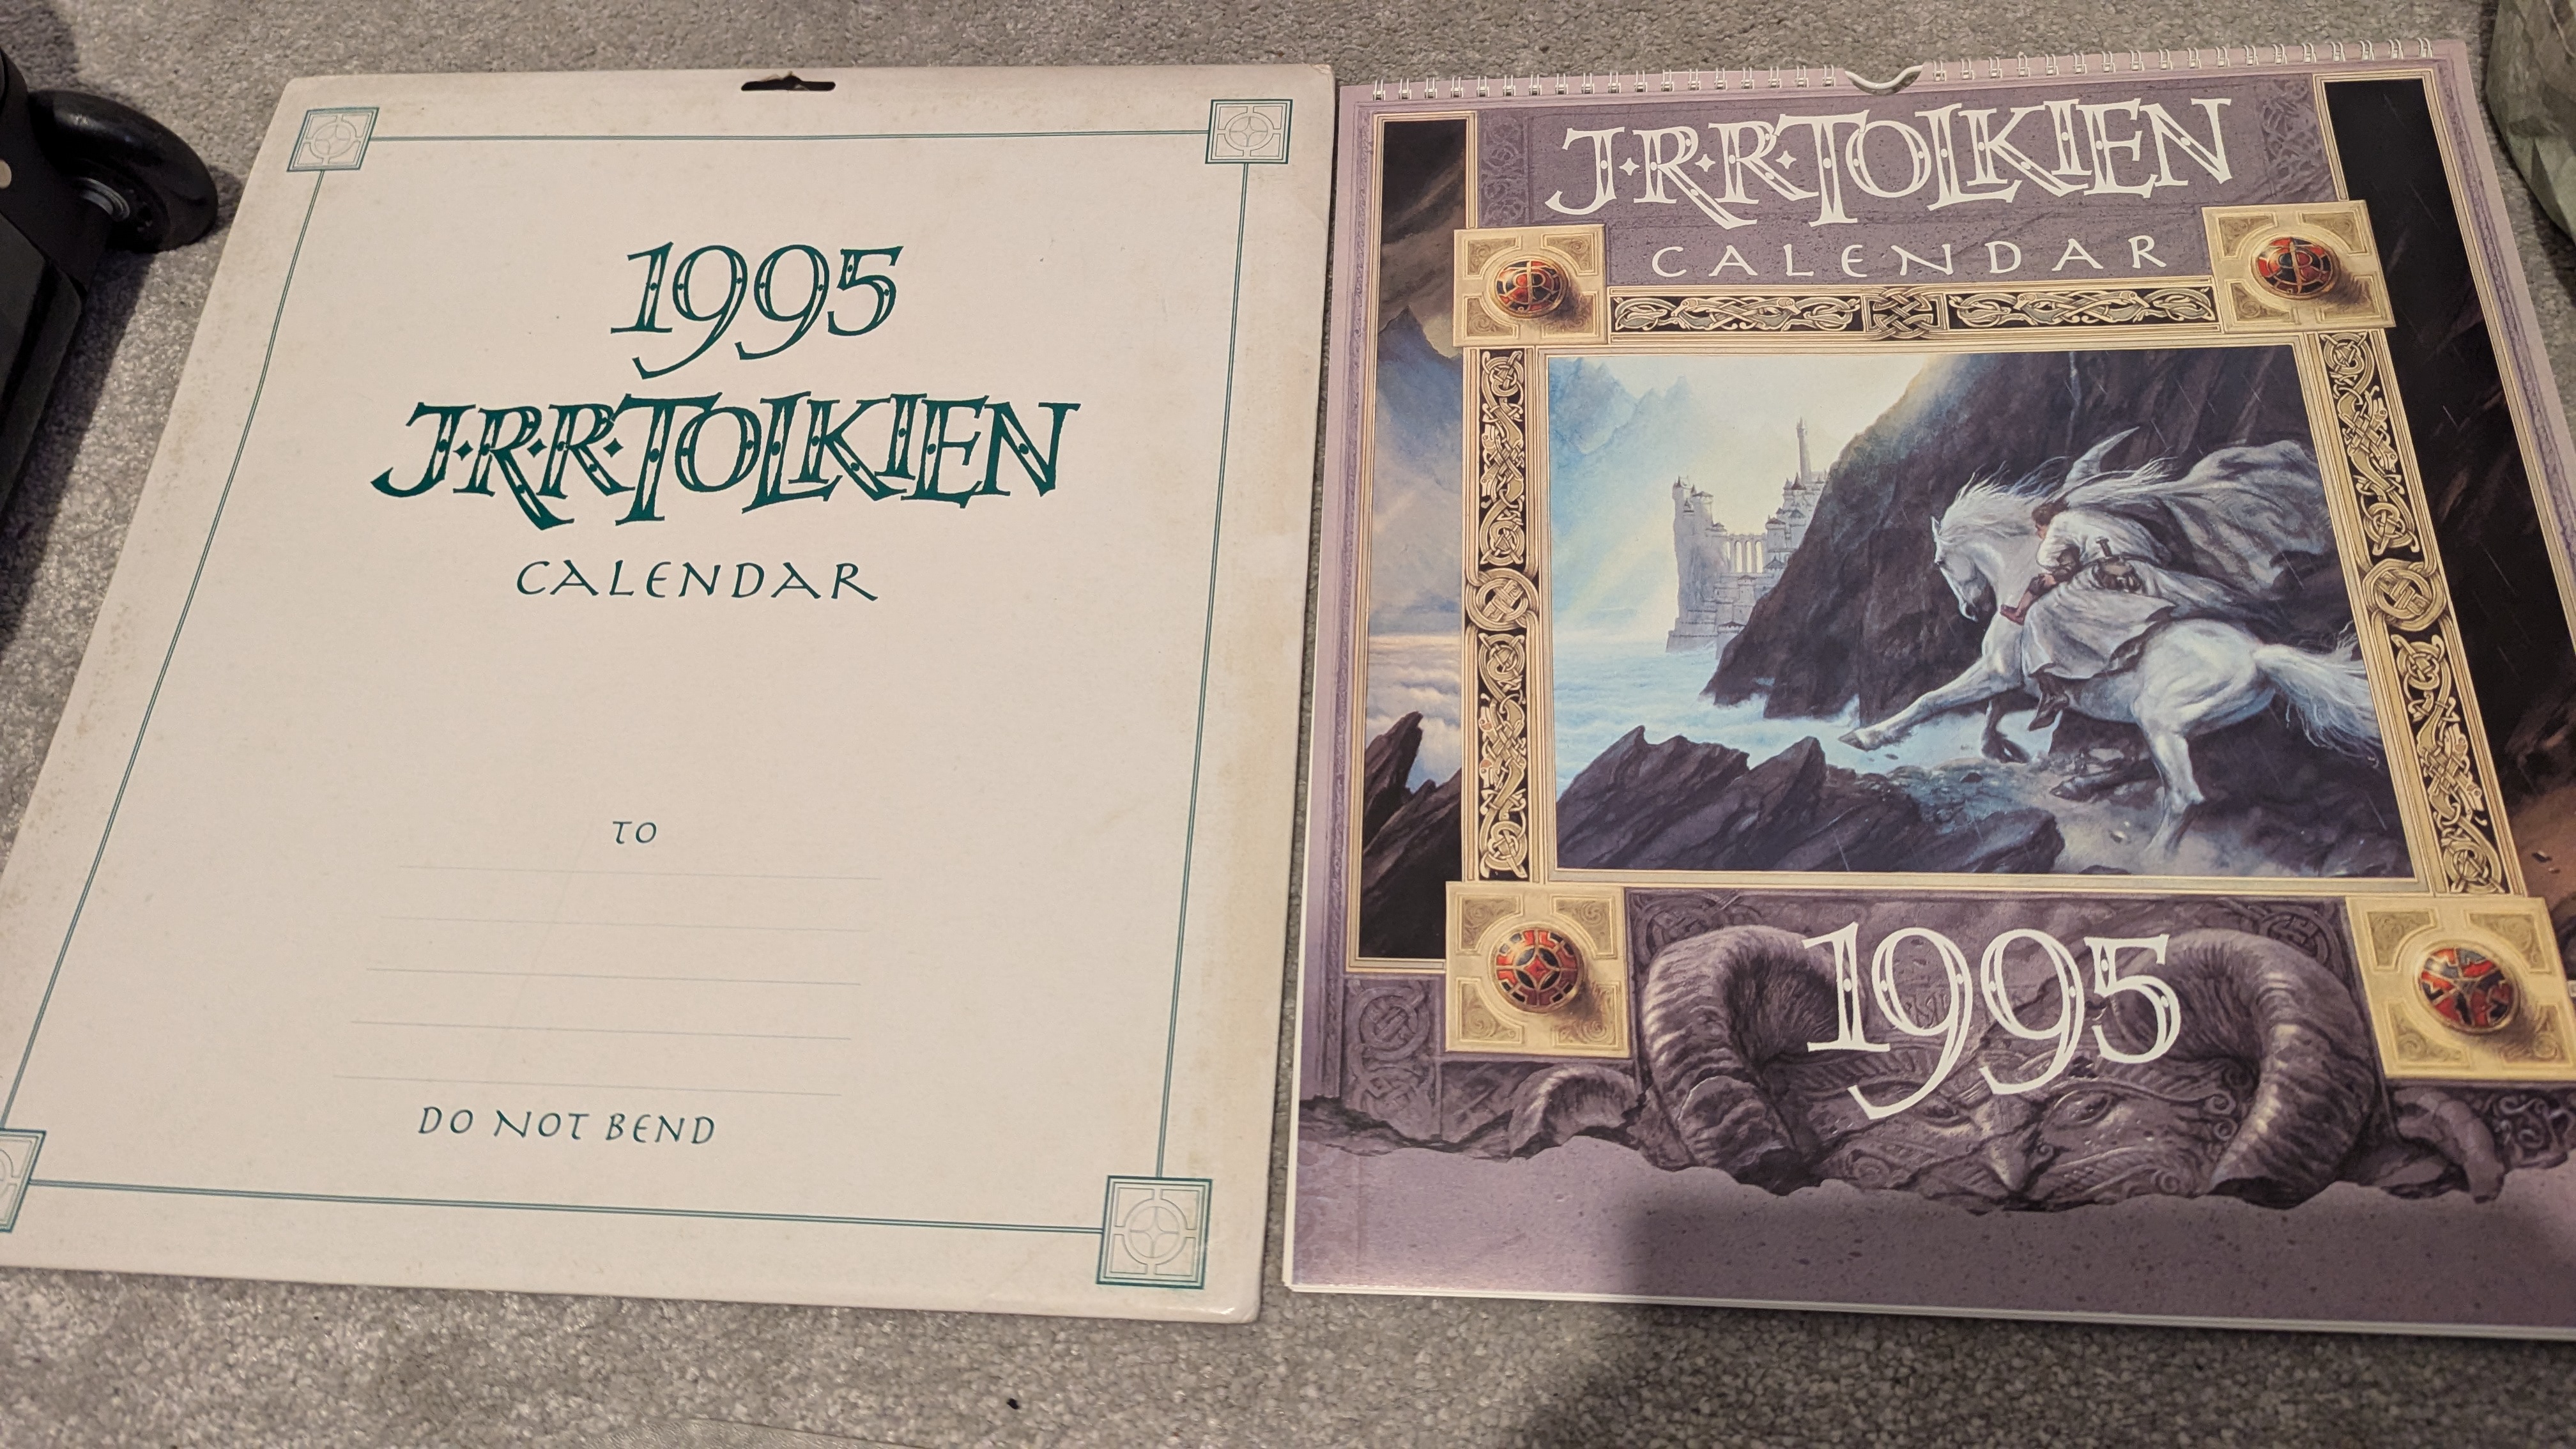 1995
J·R·R·TOLKIEN
CALENDAR
TO
DO NOT BEND
J·R·R·TOLKIEN
CALENDAR
1995